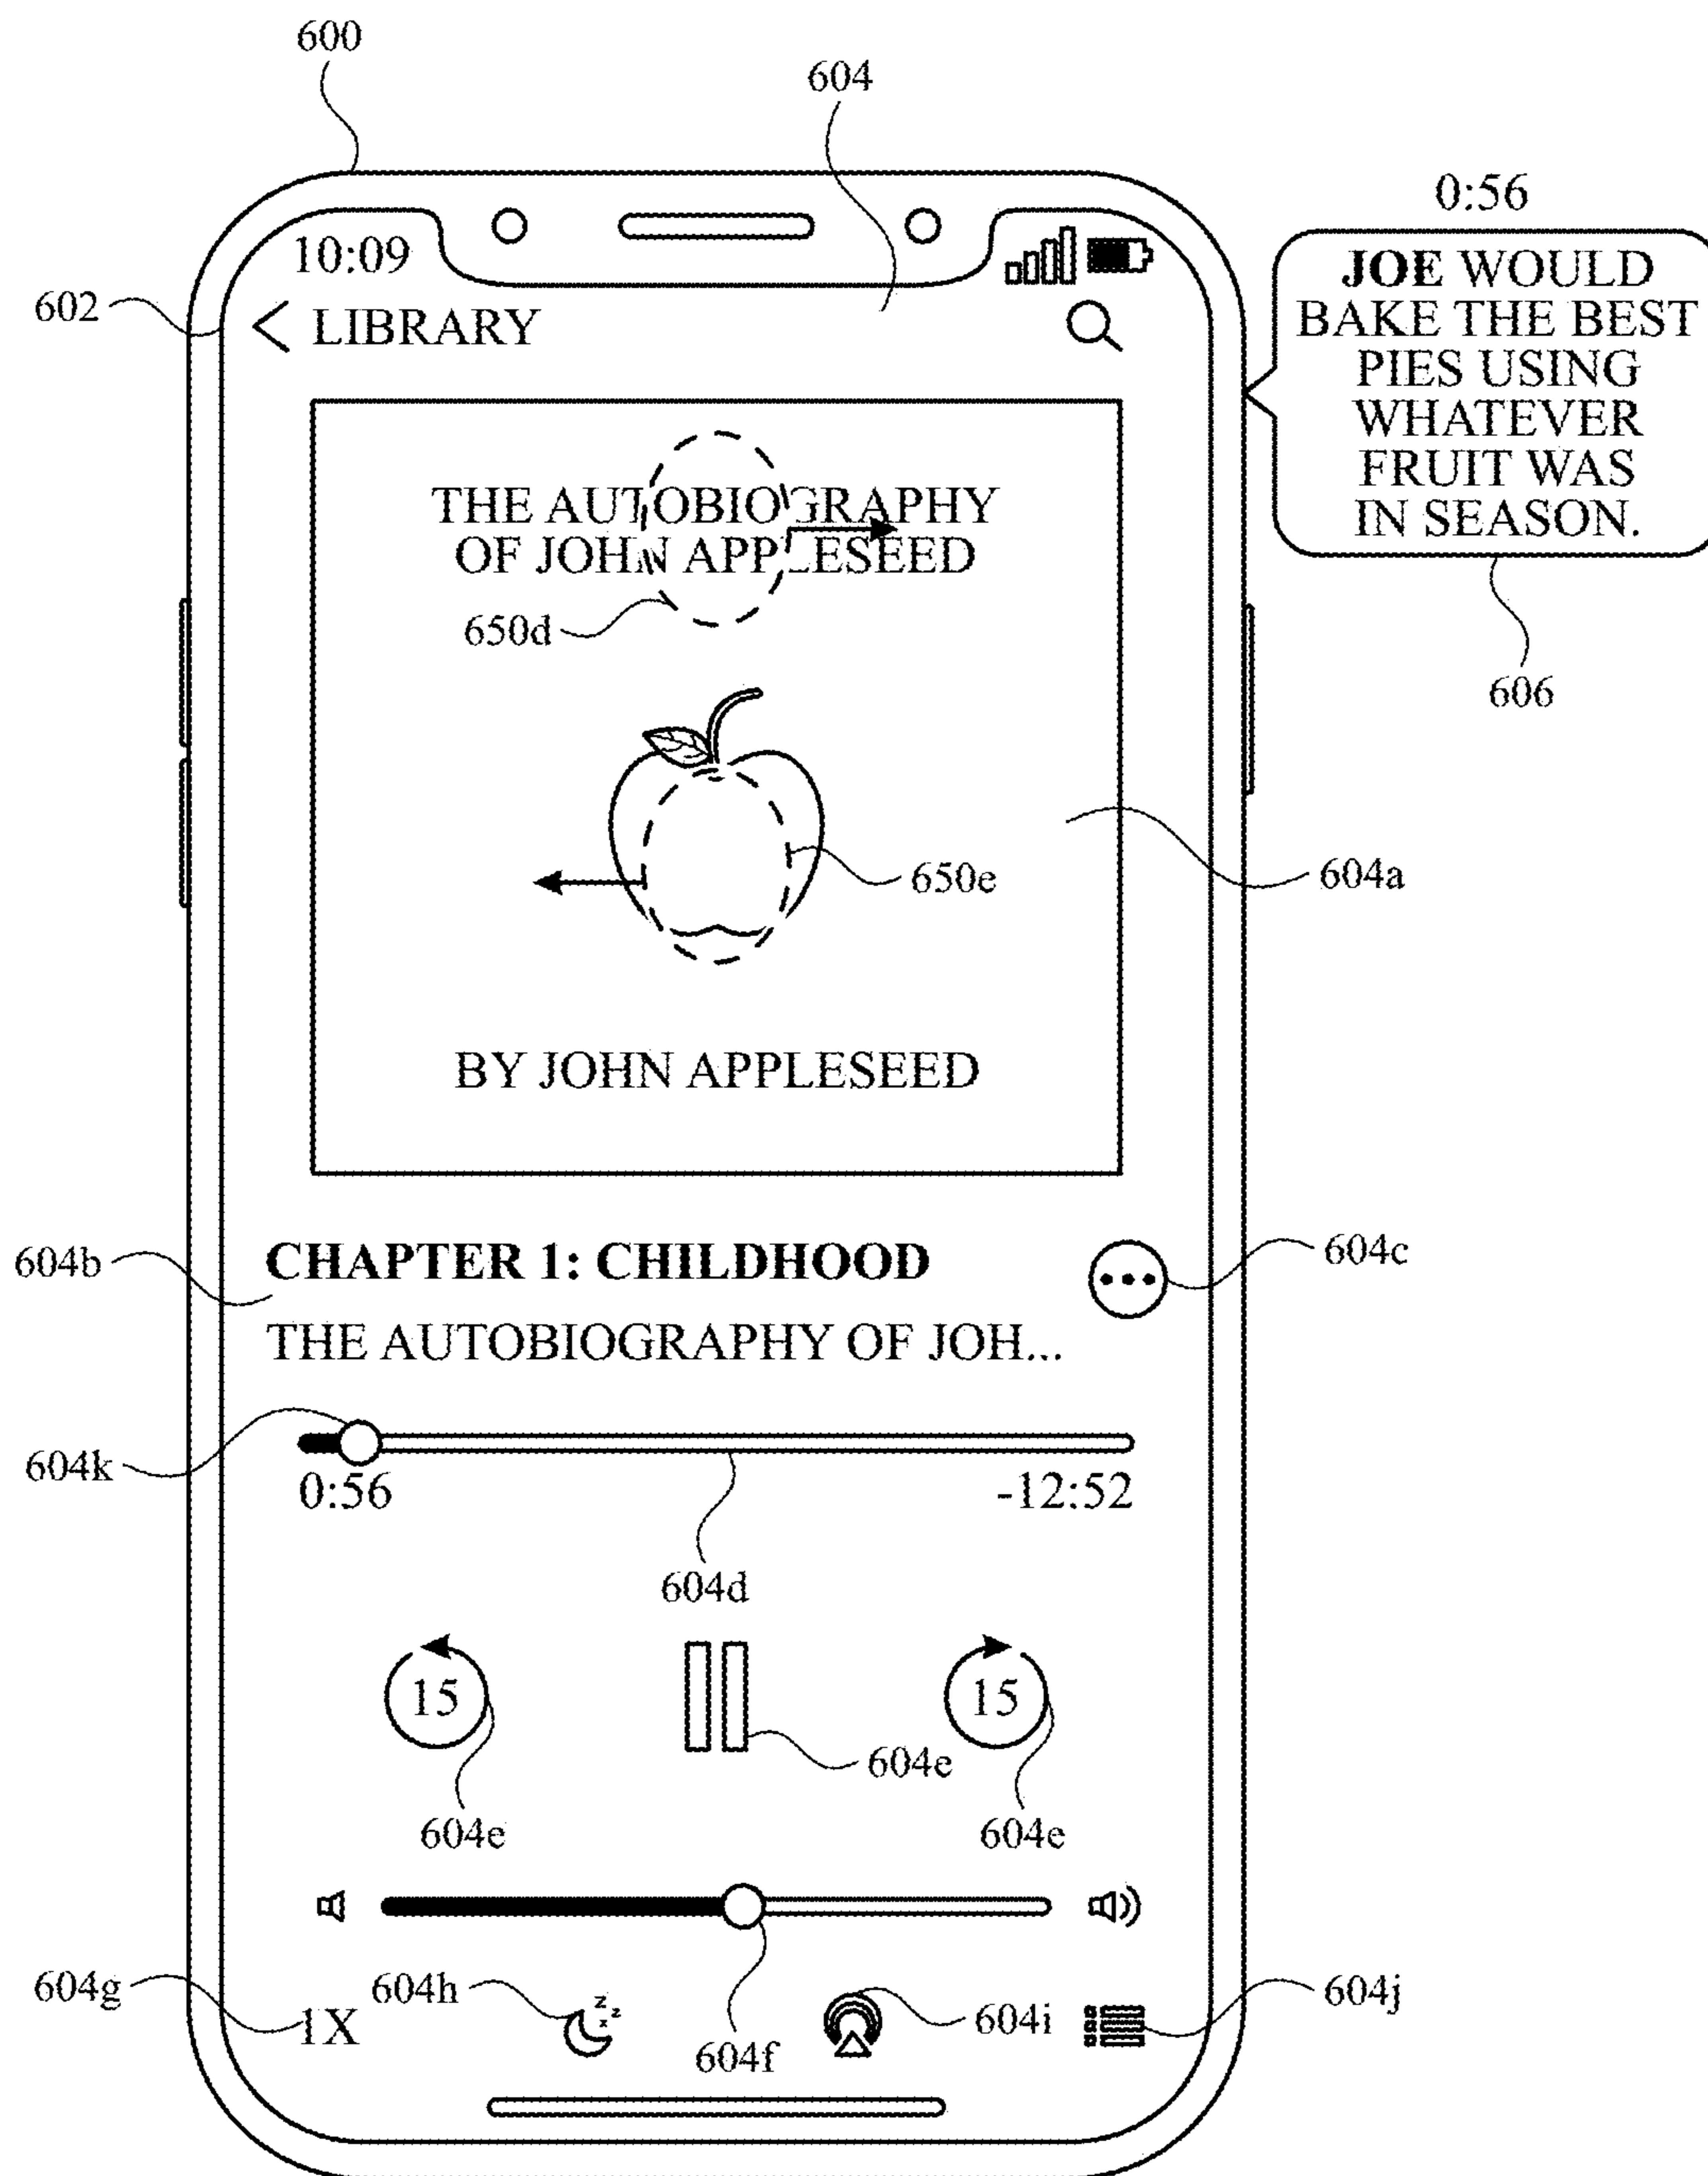 600
604
0:56
10:09
602
LIBRARY
JOE WOULD
BAKE THE BEST
PIES USING
WHATEVER
FRUIT WAS
IN SEASON.
606
THE AUTOBIOGRAPHY
OF JOHN APPLESEED
650d
650e
604a
BY JOHN APPLESEED
604b
CHAPTER 1: CHILDHOOD
604c
THE AUTOBIOGRAPHY OF JOH...
604k
0:56
-12:52
604d
15
15
604e
604e
604e
604g
1X
604h
z z z
604f
604i
604j